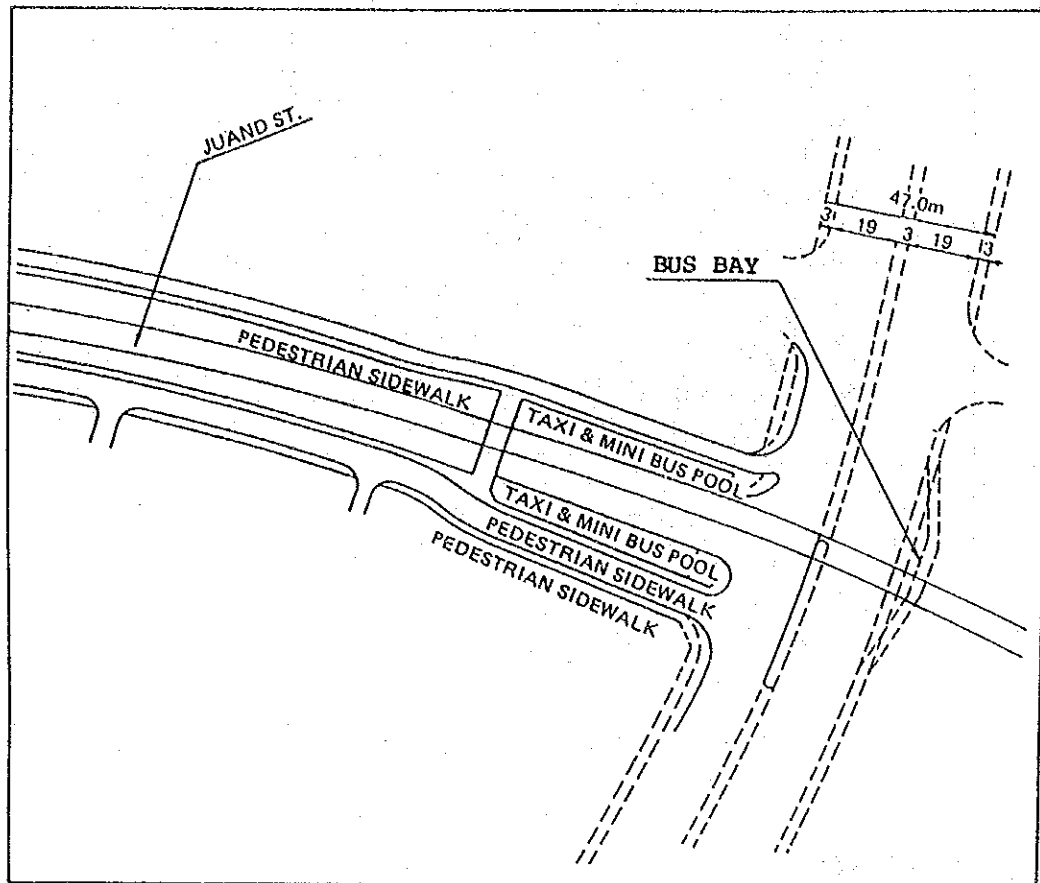 JUAND ST.
47.0m
3 19 3 19 3
BUS BAY
PEDESTRIAN SIDEWALK
TAXI & MINI BUS POOL
TAXI & MINI BUS POOL
PEDESTRIAN SIDEWALK
PEDESTRIAN SIDEWALK